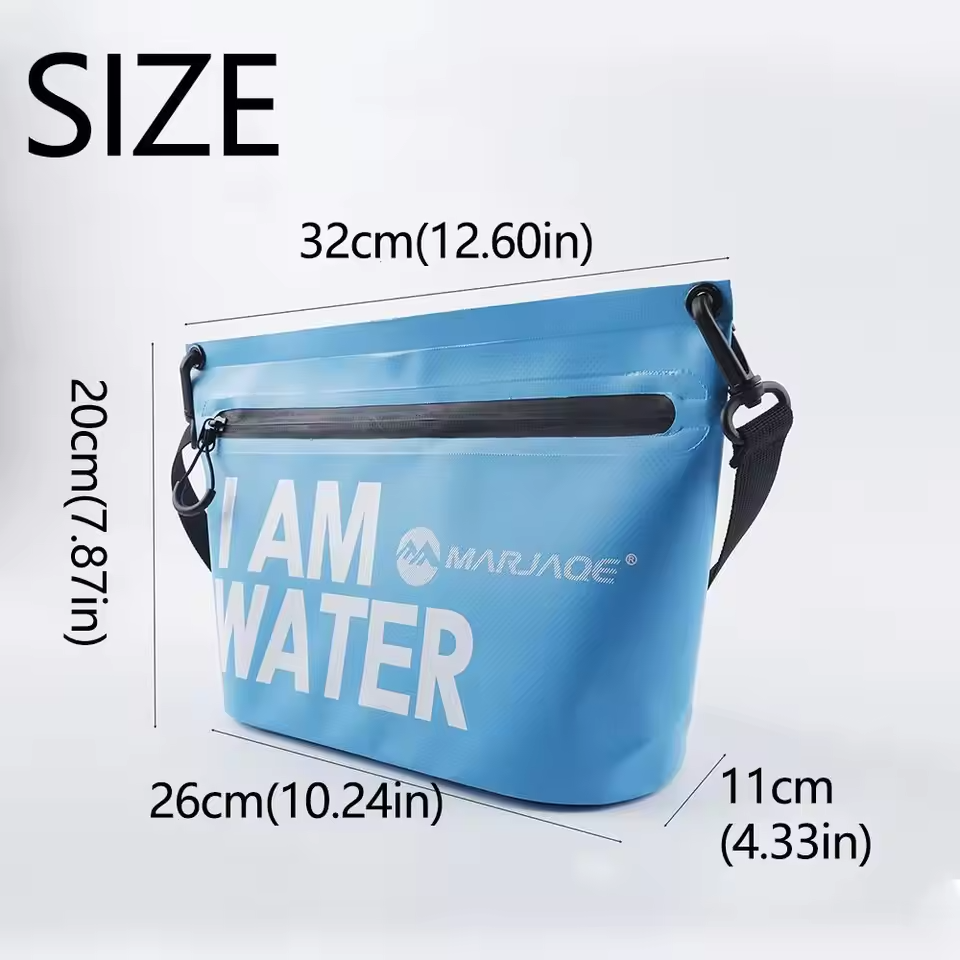 SIZE
32cm(12.60in)
20cm(7.87in)
I AM
MARJAQE®
WATER
26cm(10.24in)
11cm
(4.33in)